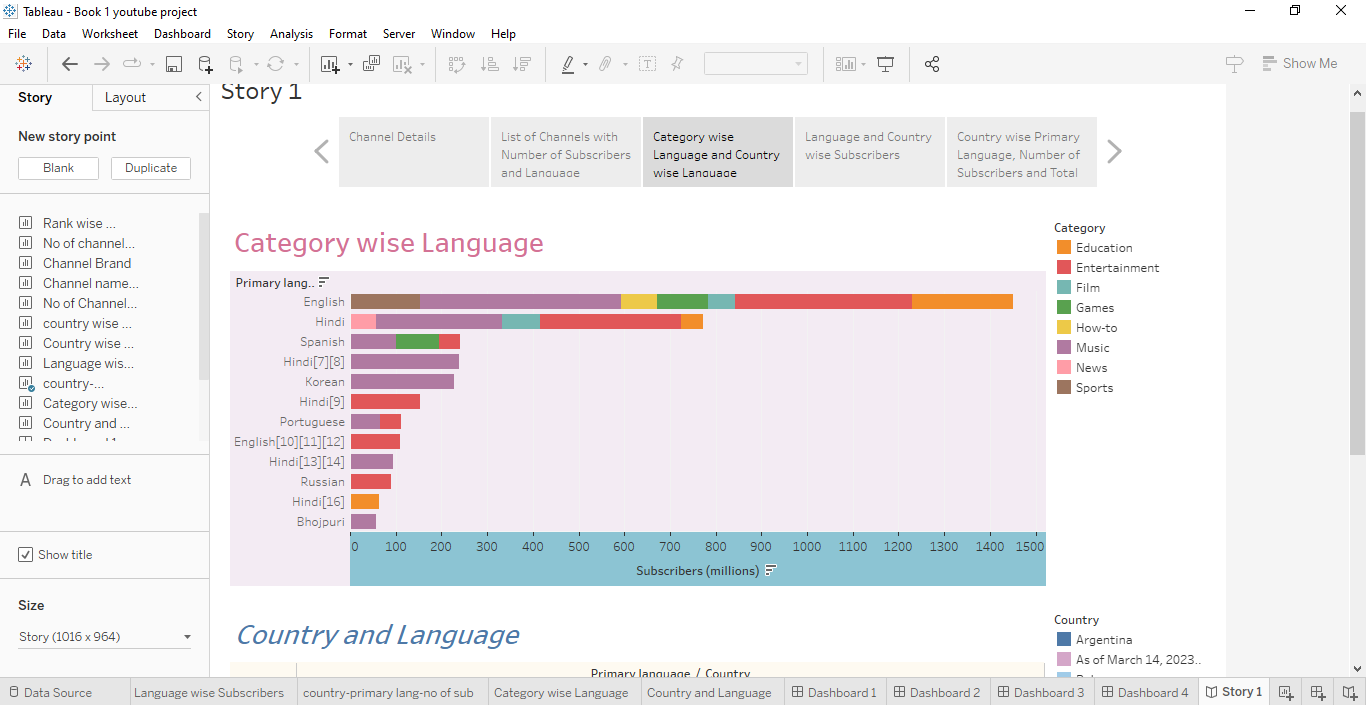 Tableau - Book 1 youtube project
File Data Worksheet Dashboard Story Analysis Format Server Window Help
Show Me
Story Layout
New story point
Blank Duplicate
Rank wise ...
No of channel...
Channel Brand
Channel name...
No of Channel...
country wise ...
Country wise ...
Language wis...
country-...
Category wise...
Country and ...
A Drag to add text
Show title
Size
Story (1016 x 964)
Story 1
Channel Details
List of Channels with
Number of Subscribers
and Language
Category wise
Language and Country
wise Language
Language and Country
wise Subscribers
Country wise Primary
Language, Number of
Subscribers and Total
Category wise Language
Primary lang..
English
Hindi
Spanish
Hindi[7][8]
Korean
Hindi[9]
Portuguese
English[10][11][12]
Hindi[13][14]
Russian
Hindi[16]
Bhojpuri
0 100 200 300 400 500 600 700 800 900 1000 1100 1200 1300 1400 1500
Subscribers (millions)
Category
Education
Entertainment
Film
Games
How-to
Music
News
Sports
Country and Language
Primary language / Country
Country
Argentina
As of March 14, 2023..
Data Source Language wise Subscribers country-primary lang-no of sub Category wise Language Country and Language Dashboard 1 Dashboard 2 Dashboard 3 Dashboard 4 Story 1